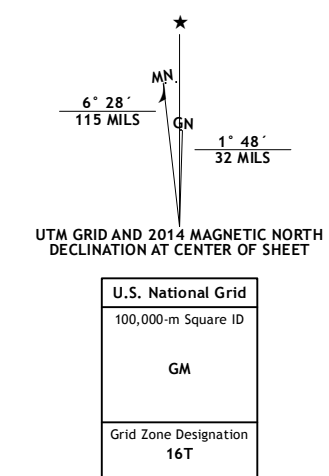 ★
MN
GN
6° 28´
115 MILS
1° 48´
32 MILS
UTM GRID AND 2014 MAGNETIC NORTH
DECLINATION AT CENTER OF SHEET
U.S. National Grid
100,000-m Square ID
GM
Grid Zone Designation
16T